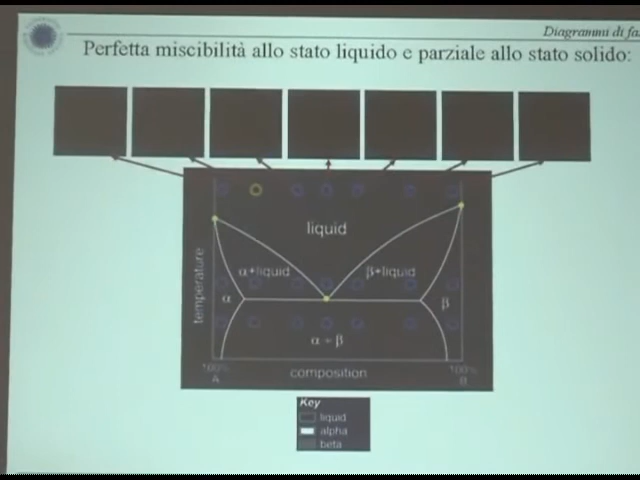 Diagrammi di fa
Perfetta miscibilità allo stato liquido e parziale allo stato solido:
liquid
α+liquid
β+liquid
α
β
temperature
100%
A
composition
100%
B
Key
liquid
alpha
beta